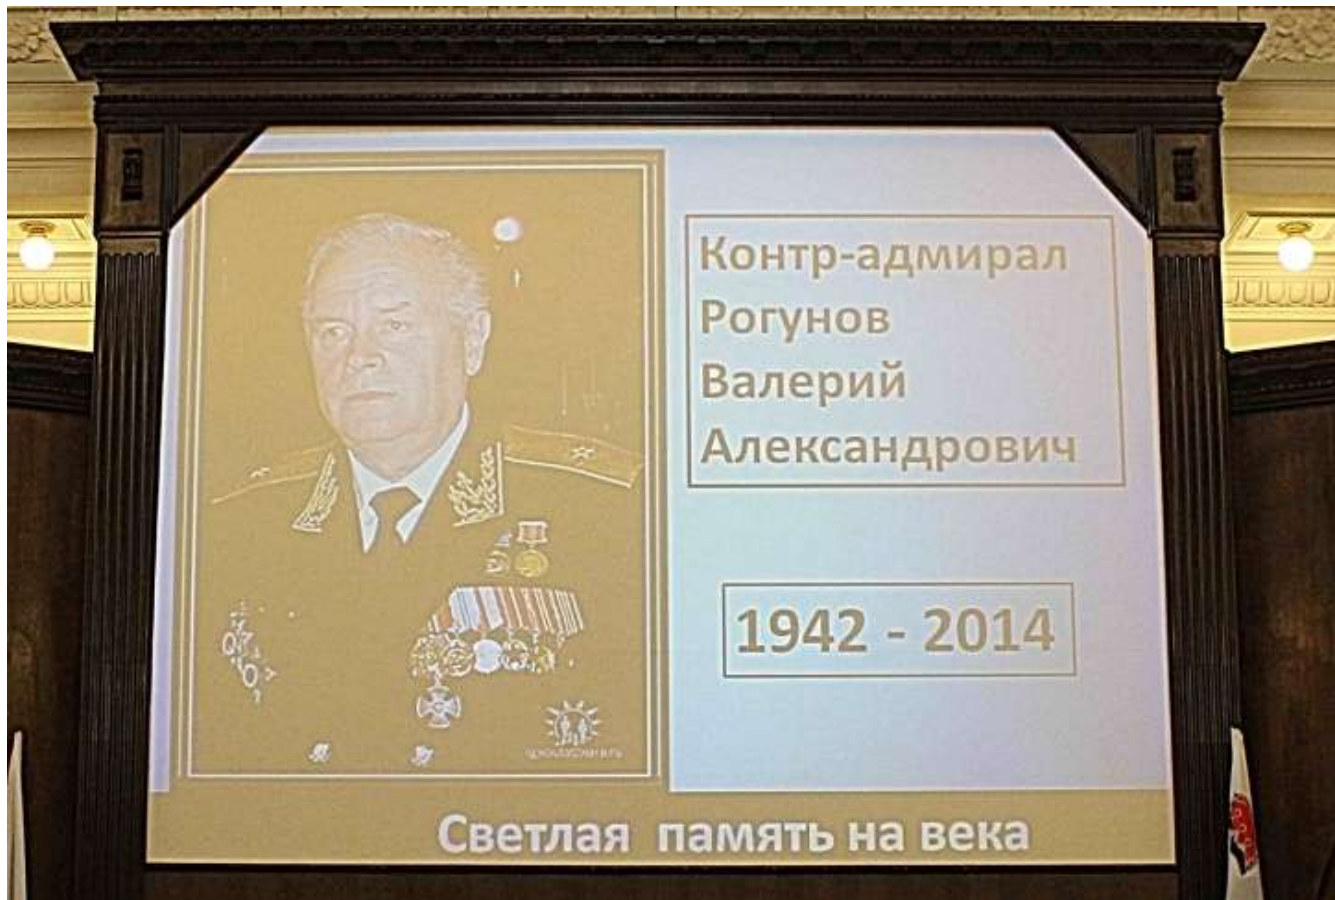 Контр-адмирал
Рогунов
Валерий
Александрович
1942 - 2014
Светлая память на века